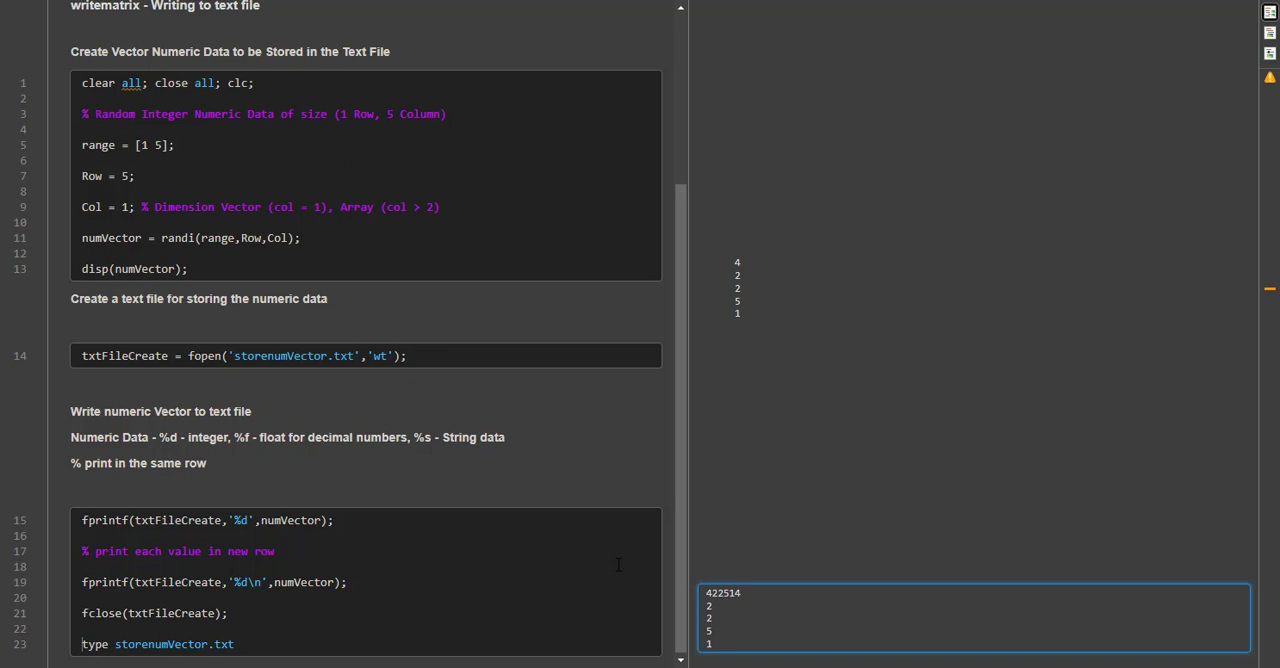 writematrix - Writing to text file
Create Vector Numeric Data to be Stored in the Text File
1 clear all; close all; clc;
2
3 % Random Integer Numeric Data of size (1 Row, 5 Column)
4
5 range = [1 5];
6
7 Row = 5;
8
9 Col = 1; % Dimension Vector (col = 1), Array (col > 2)
10
11 numVector = randi(range,Row,Col);
12
13 disp(numVector);
4
2
2
5
1
Create a text file for storing the numeric data
14 txtFileCreate = fopen('storenumVector.txt','wt');
Write numeric Vector to text file
Numeric Data - %d - integer, %f - float for decimal numbers, %s - String data
% print in the same row
15 fprintf(txtFileCreate,'%d',numVector);
16
17 % print each value in new row
18
19 fprintf(txtFileCreate,'%d\n',numVector);
20
21 fclose(txtFileCreate);
22
23 type storenumVector.txt
422514
2
2
5
1